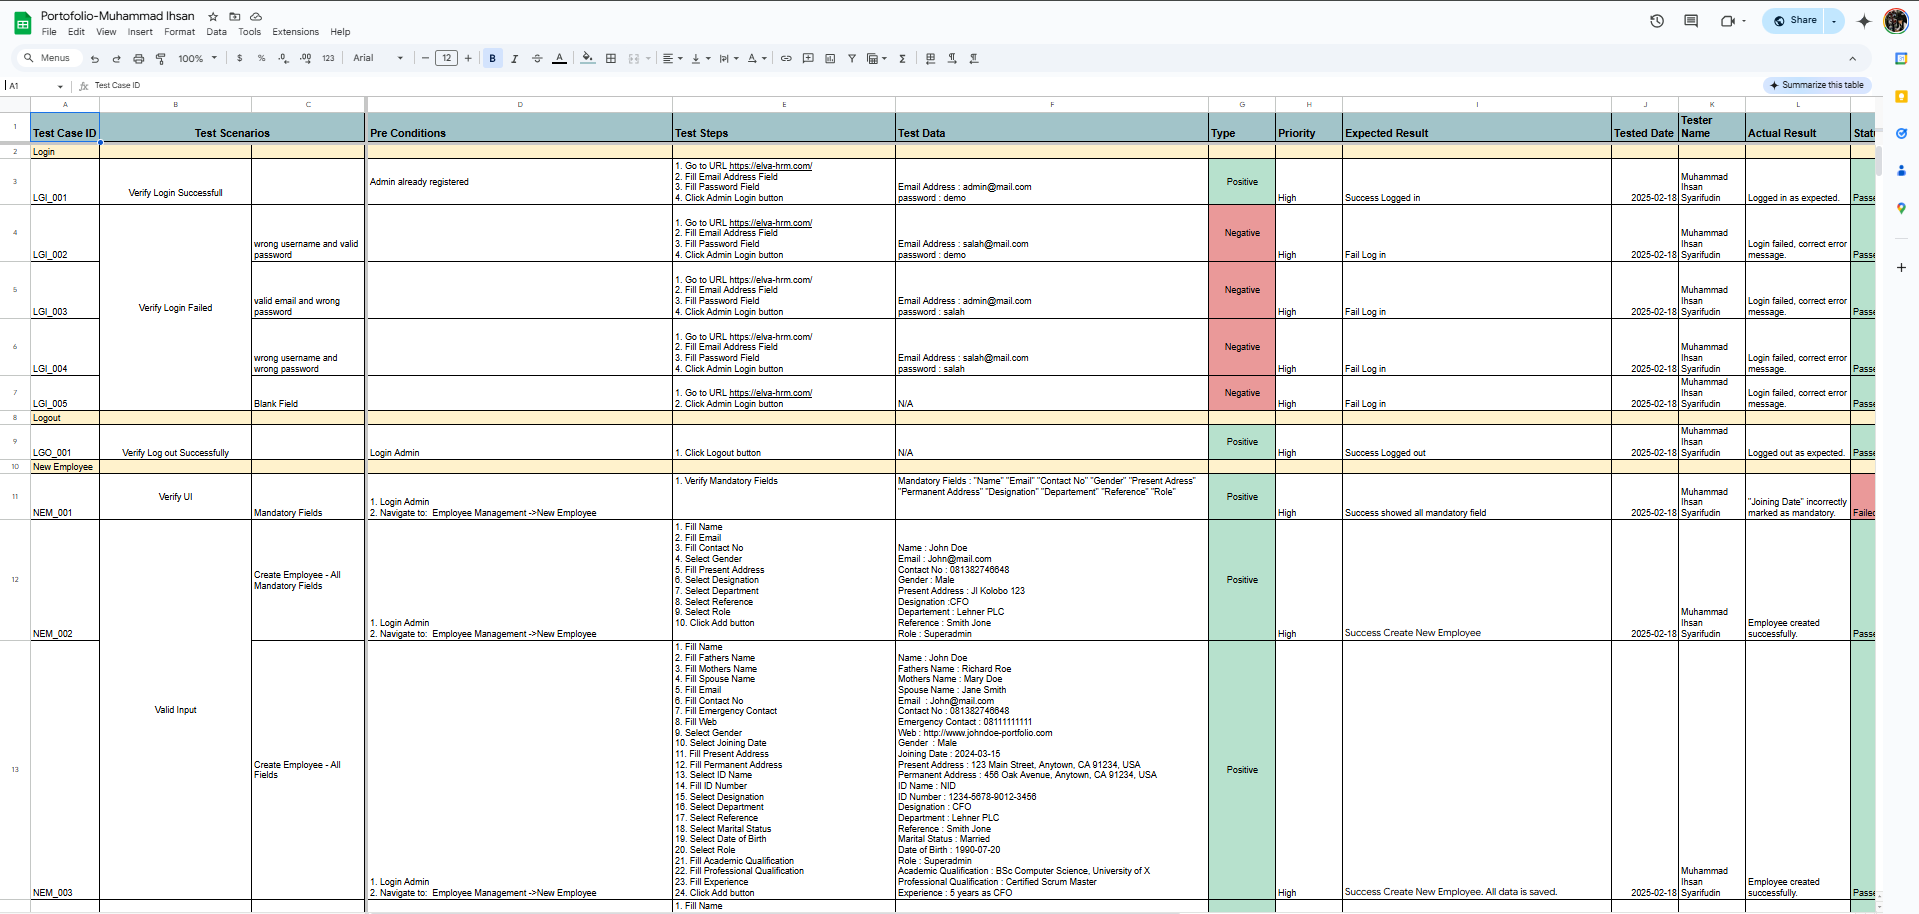 Portofolio-Muhammad Ihsan
File Edit View Insert Format Data Tools Extensions Help
Share
Menus 100% $ % .0 .00 123 Arial 12 B I A
A1 fx Test Case ID
Summarize this table
A B C D E F G H I J K L
1 Test Case ID Test Scenarios Pre Conditions Test Steps Test Data Type Priority Expected Result Tested Date Tester Name Actual Result Statu
2 Login
3
LGI_001
Verify Login Successfull
Admin already registered
1. Go to URL https://elva-hrm.com/
2. Fill Email Address Field
3. Fill Password Field
4. Click Admin Login button
Email Address : admin@mail.com
password : demo
Positive
High
Success Logged in
2025-02-18
Muhammad
Ihsan
Syarifudin
Logged in as expected.
Passe
4
LGI_002
Verify Login Failed
wrong username and valid
password
1. Go to URL https://elva-hrm.com/
2. Fill Email Address Field
3. Fill Password Field
4. Click Admin Login button
Email Address : salah@mail.com
password : demo
Negative
High
Fail Log in
2025-02-18
Muhammad
Ihsan
Syarifudin
Login failed, correct error
message.
Passe
5
LGI_003
valid email and wrong
password
1. Go to URL https://elva-hrm.com/
2. Fill Email Address Field
3. Fill Password Field
4. Click Admin Login button
Email Address : admin@mail.com
password : salah
Negative
High
Fail Log in
2025-02-18
Muhammad
Ihsan
Syarifudin
Login failed, correct error
message.
Passe
6
LGI_004
wrong username and
wrong password
1. Go to URL https://elva-hrm.com/
2. Fill Email Address Field
3. Fill Password Field
4. Click Admin Login button
Email Address : salah@mail.com
password : salah
Negative
High
Fail Log in
2025-02-18
Muhammad
Ihsan
Syarifudin
Login failed, correct error
message.
Passe
7
LGI_005
Blank Field
1. Go to URL https://elva-hrm.com/
2. Click Admin Login button
N/A
Negative
High
Fail Log in
2025-02-18
Muhammad
Ihsan
Syarifudin
Login failed, correct error
message.
Passe
8 Logout
9
LGO_001
Verify Log out Successfully
Login Admin
1. Click Logout button
N/A
Positive
High
Success Logged out
2025-02-18
Muhammad
Ihsan
Syarifudin
Logged out as expected.
Passe
10 New Employee
11
NEM_001
Verify UI
Mandatory Fields
1. Login Admin
2. Navigate to: Employee Management ->New Employee
1. Verify Mandatory Fields
Mandatory Fields : "Name" "Email" "Contact No" "Gender" "Present Adress"
"Permanent Address" "Designation" "Departement" "Reference" "Role"
Positive
High
Success showed all mandatory field
2025-02-18
Muhammad
Ihsan
Syarifudin
"Joining Date" incorrectly
marked as mandatory.
Failed
12
NEM_002
Valid Input
Create Employee - All
Mandatory Fields
1. Login Admin
2. Navigate to: Employee Management ->New Employee
1. Fill Name
2. Fill Email
3. Fill Contact No
4. Select Gender
5. Fill Present Address
6. Select Designation
7. Select Department
8. Select Reference
9. Select Role
10. Click Add button
Name : John Doe
Email : John@mail.com
Contact No : 081382746648
Gender : Male
Present Address : Jl Kolobo 123
Designation :CFO
Departement : Lehner PLC
Reference : Smith Jone
Role : Superadmin
Positive
High
Success Create New Employee
2025-02-18
Muhammad
Ihsan
Syarifudin
Employee created
successfully.
Passe
13
NEM_003
Create Employee - All
Fields
1. Login Admin
2. Navigate to: Employee Management ->New Employee
1. Fill Name
2. Fill Fathers Name
3. Fill Mothers Name
4. Fill Spouse Name
5. Fill Email
6. Fill Contact No
7. Fill Emergency Contact
8. Fill Web
9. Select Gender
10. Select Joining Date
11. Fill Present Address
12. Fill Permanent Address
13. Select ID Name
14. Fill ID Number
15. Select Designation
16. Select Department
17. Select Reference
18. Select Marital Status
19. Select Date of Birth
20. Select Role
21. Fill Academic Qualification
22. Fill Professional Qualification
23. Fill Experience
24. Click Add button
Name : John Doe
Fathers Name : Richard Roe
Mothers Name : Mary Doe
Spouse Name : Jane Smith
Email : John@mail.com
Contact No : 081382746648
Emergency Contact : 08111111111
Web : http://www.johndoe-portfolio.com
Gender : Male
Joining Date : 2024-03-15
Present Address : 123 Main Street, Anytown, CA 91234, USA
Permanent Address : 456 Oak Avenue, Anytown, CA 91234, USA
ID Name : NID
ID Number : 1234-5678-9012-3456
Designation : CFO
Department : Lehner PLC
Reference : Smith Jone
Marital Status : Married
Date of Birth : 1990-07-20
Role : Superadmin
Academic Qualification : BSc Computer Science, University of X
Professional Qualification : Certified Scrum Master
Experience : 5 years as CFO
Positive
High
Success Create New Employee. All data is saved.
2025-02-18
Muhammad
Ihsan
Syarifudin
Employee created
successfully.
Passe
1. Fill Name